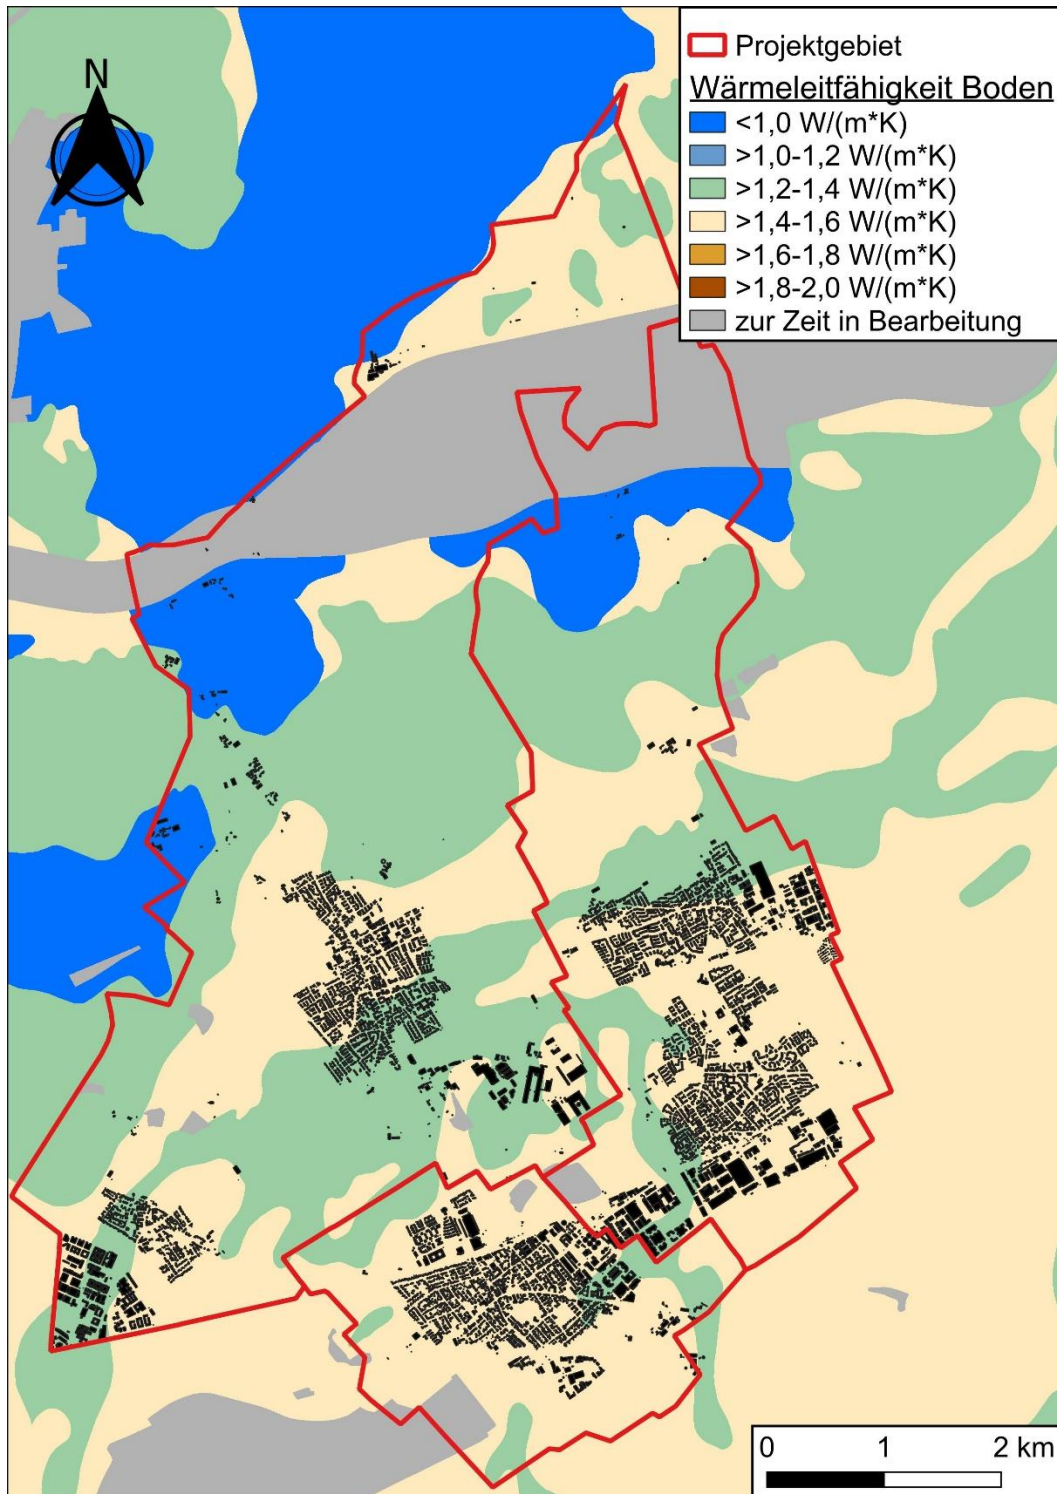 N
Projektgebiet
Wärmeleitfähigkeit Boden
<1,0 W/(m*K)
>1,0-1,2 W/(m*K)
>1,2-1,4 W/(m*K)
>1,4-1,6 W/(m*K)
>1,6-1,8 W/(m*K)
>1,8-2,0 W/(m*K)
zur Zeit in Bearbeitung
0 1 2 km